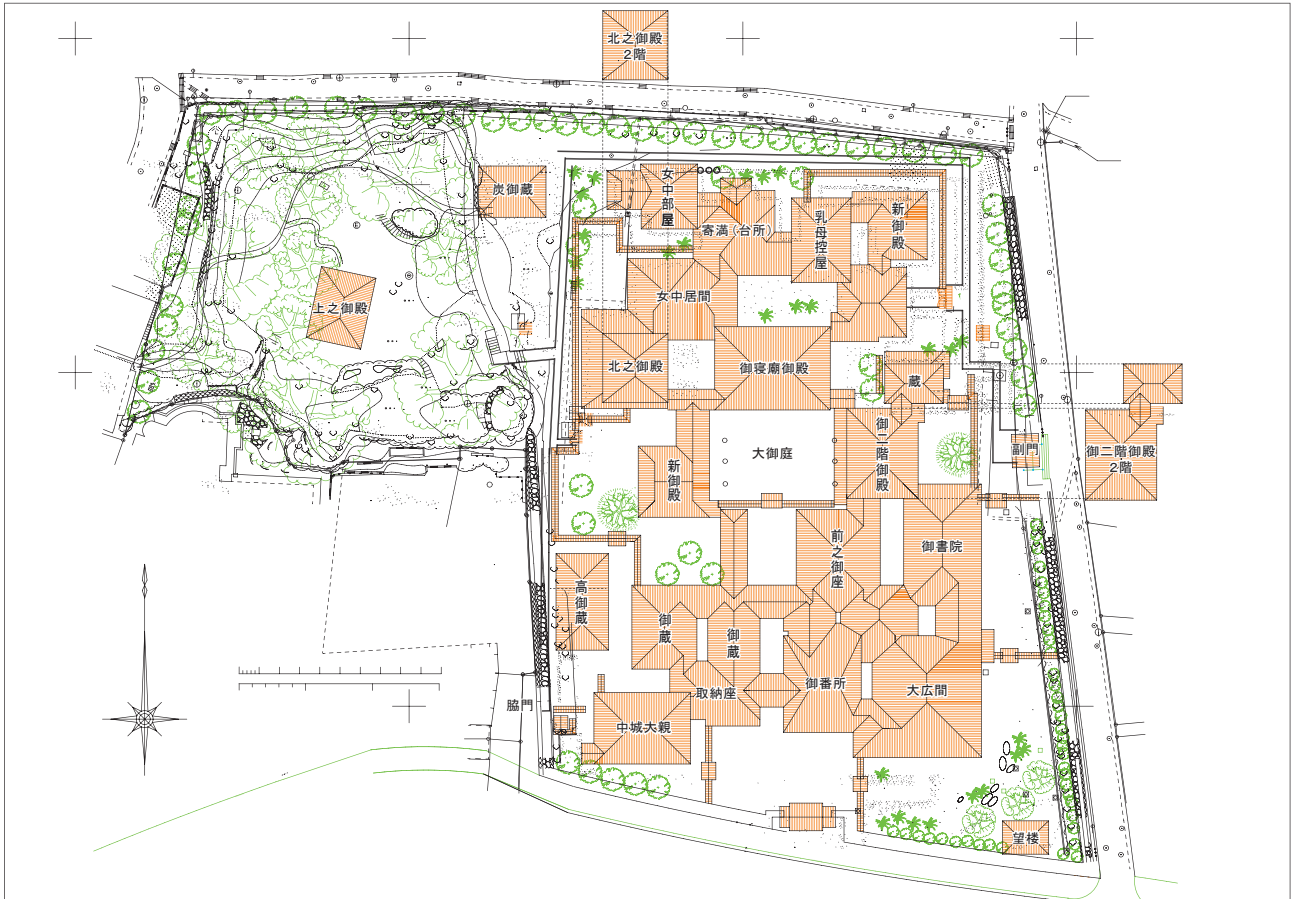 北之御殿
2階
炭御蔵
女中部屋
寄満(台所)
乳母控屋
新御殿
上之御殿
女中居間
北之御殿
御寝廟御殿
蔵
御二階御殿
副門
御二階御殿
2階
大御庭
新御殿
前之御座
御書院
高御蔵
御蔵
御蔵
取納座
御番所
大広間
脇門
中城大親
望楼